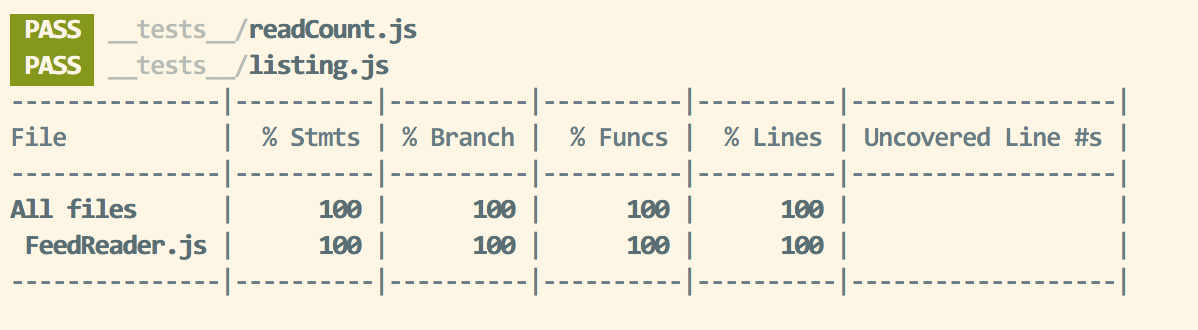 PASS __tests__/readCount.js
PASS __tests__/listing.js
---------------|----------|----------|----------|----------|-------------------|
File           |  % Stmts | % Branch |  % Funcs |  % Lines | Uncovered Line #s |
---------------|----------|----------|----------|----------|-------------------|
All files      |      100 |      100 |      100 |      100 |                   |
 FeedReader.js |      100 |      100 |      100 |      100 |                   |
---------------|----------|----------|----------|----------|-------------------|